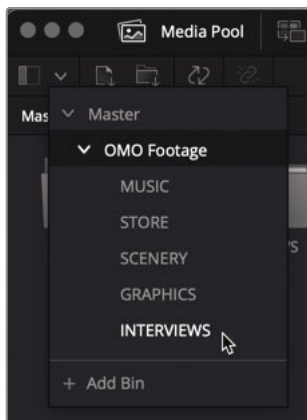 Media Pool
Mas
Master
OMO Footage
MUSIC
STORE
SCENERY
GRAPHICS
INTERVIEWS
+ Add Bin